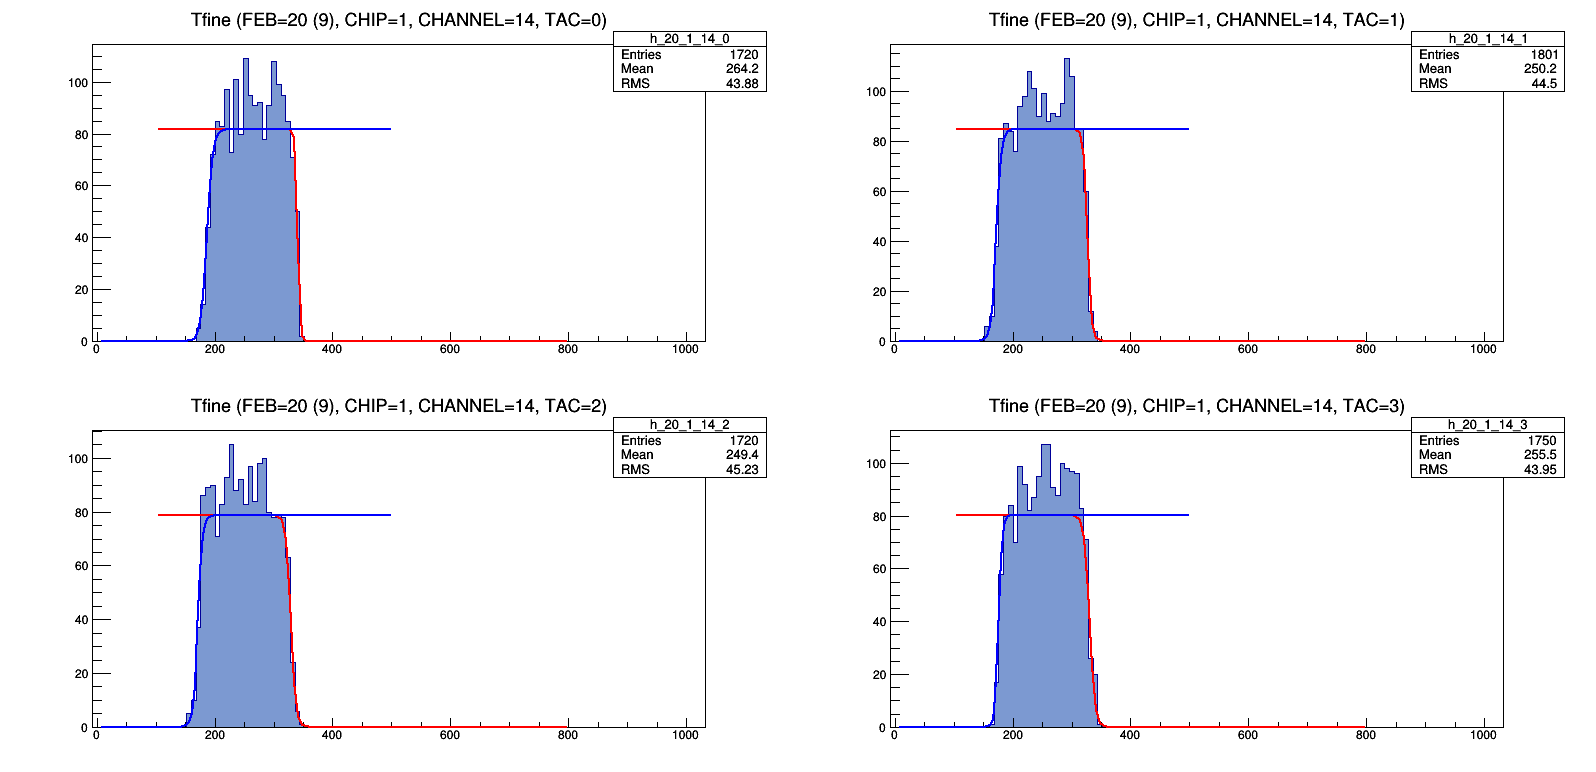 Tfine (FEB=20 (9), CHIP=1, CHANNEL=14, TAC=0)
h_20_1_14_0
Entries 1720
Mean 264.2
RMS 43.88
100
80
60
40
20
0
0 200 400 600 800 1000
Tfine (FEB=20 (9), CHIP=1, CHANNEL=14, TAC=1)
h_20_1_14_1
Entries 1801
Mean 250.2
RMS 44.5
100
80
60
40
20
0
0 200 400 600 800 1000
Tfine (FEB=20 (9), CHIP=1, CHANNEL=14, TAC=2)
h_20_1_14_2
Entries 1720
Mean 249.4
RMS 45.23
100
80
60
40
20
0
0 200 400 600 800 1000
Tfine (FEB=20 (9), CHIP=1, CHANNEL=14, TAC=3)
h_20_1_14_3
Entries 1750
Mean 255.5
RMS 43.95
100
80
60
40
20
0
0 200 400 600 800 1000